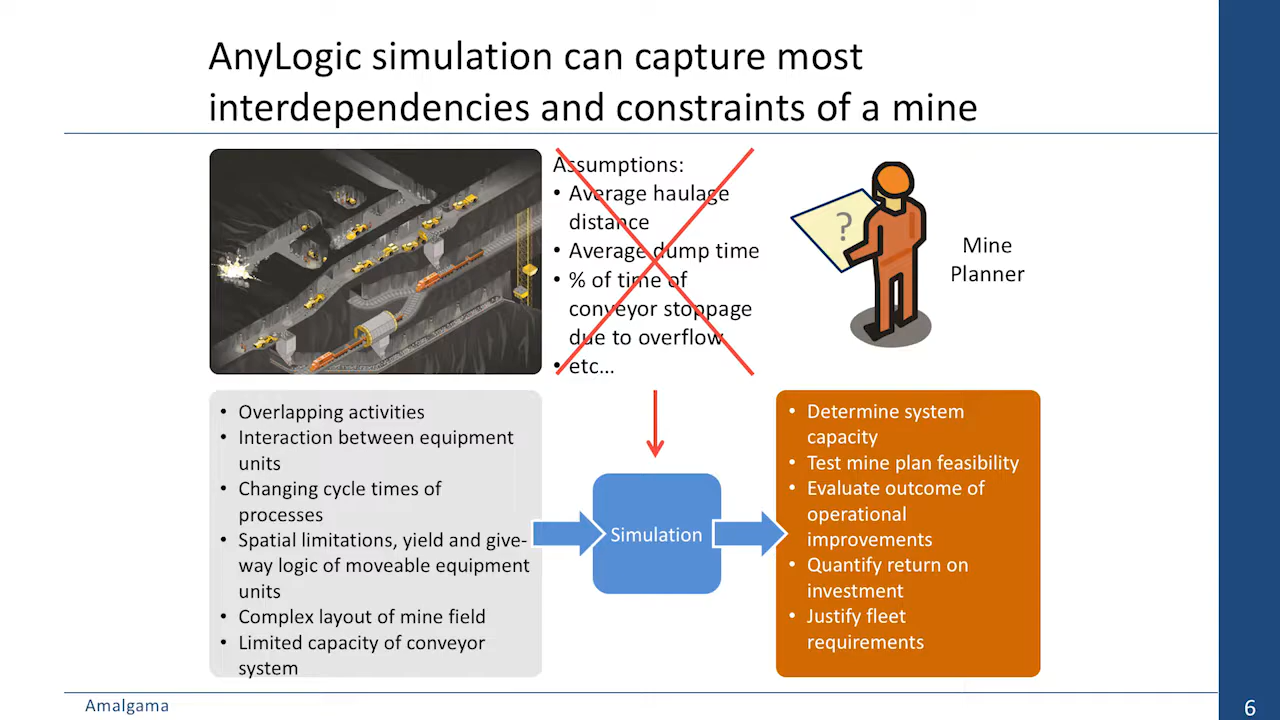 AnyLogic simulation can capture most
interdependencies and constraints of a mine
Assumptions:
• Average haulage
distance
• Average dump time
• % of time of
conveyor stoppage
due to overflow
• etc...
?
Mine
Planner
• Overlapping activities
• Interaction between equipment
units
• Changing cycle times of
processes
• Spatial limitations, yield and give-
way logic of moveable equipment
units
• Complex layout of mine field
• Limited capacity of conveyor
system
Simulation
• Determine system
capacity
• Test mine plan feasibility
• Evaluate outcome of
operational
improvements
• Quantify return on
investment
• Justify fleet
requirements
Amalgama
6